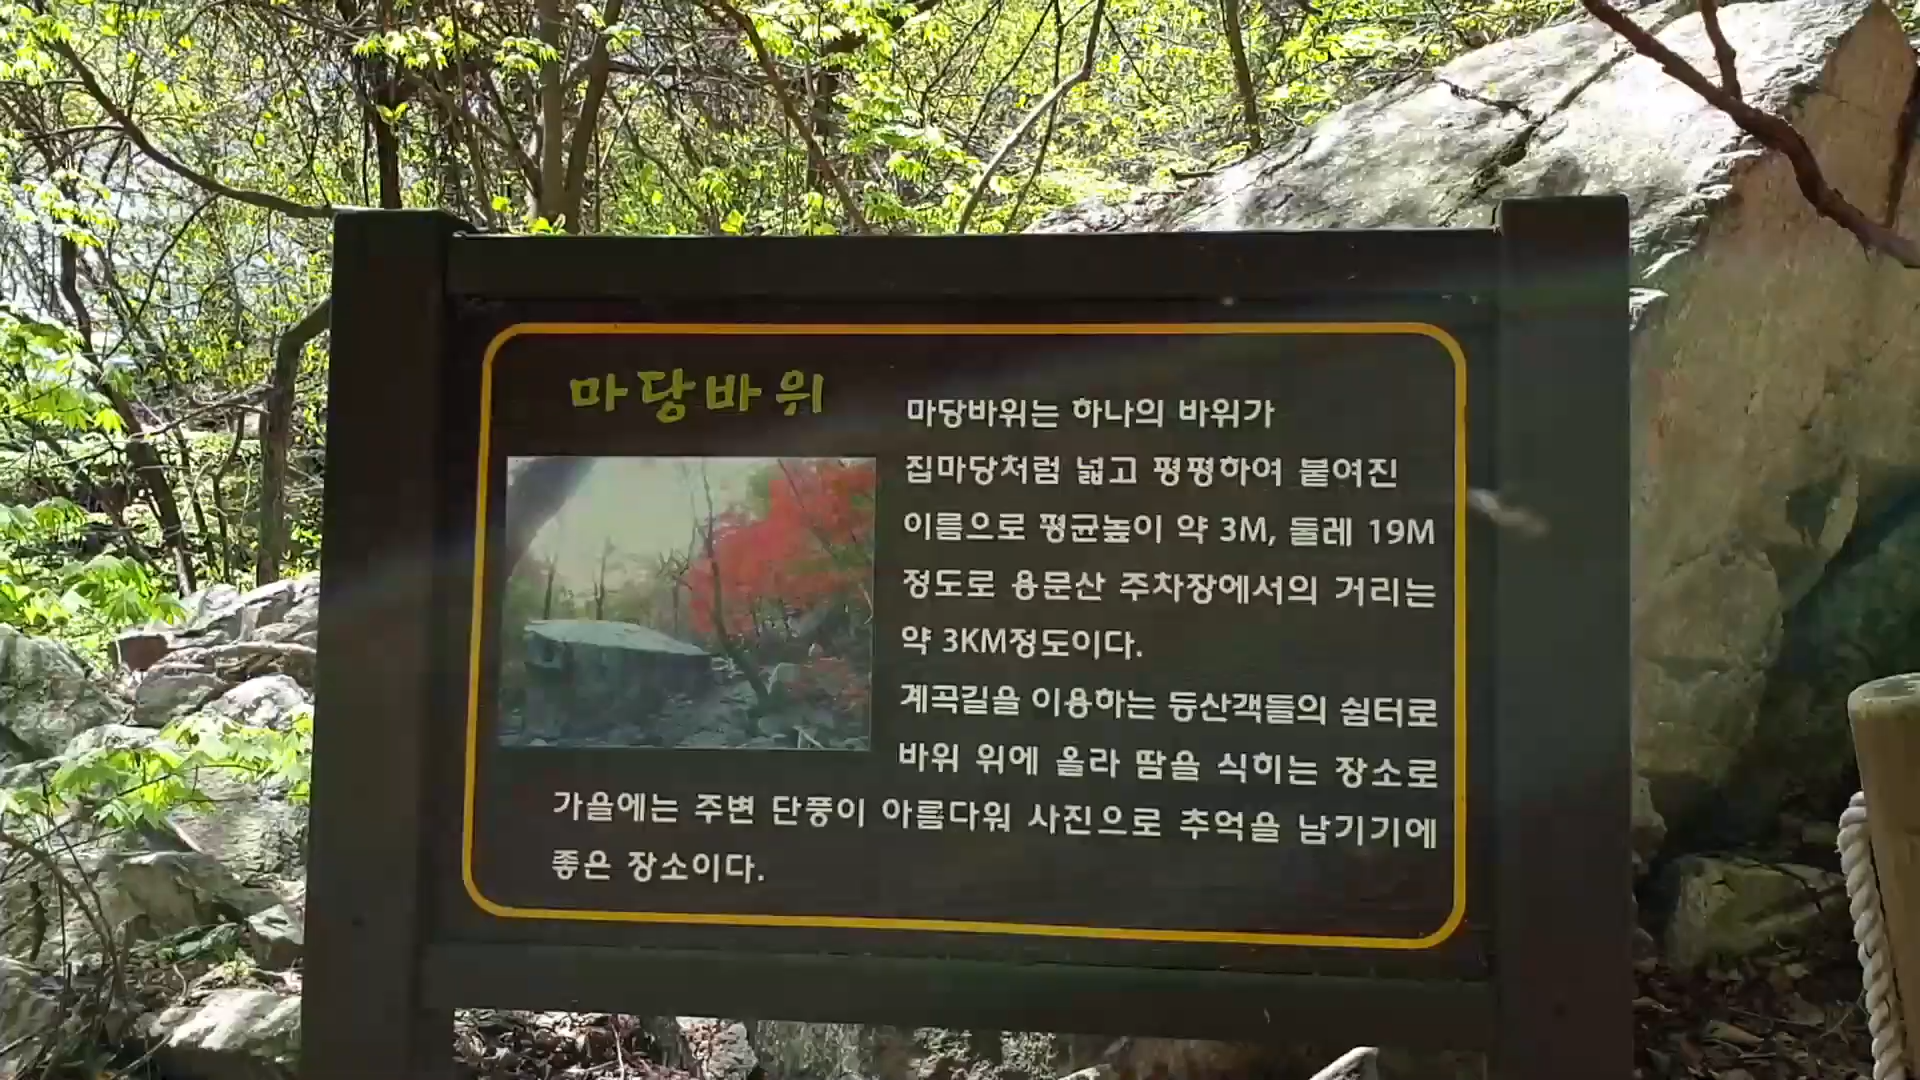 마당바위
마당바위는 하나의 바위가
집마당처럼 넓고 평평하여 붙여진
이름으로 평균높이 약 3M, 둘레 19M
정도로 용문산 주차장에서의 거리는
약 3KM정도이다.
계곡길을 이용하는 등산객들의 쉼터로
바위 위에 올라 땀을 식히는 장소로
가을에는 주변 단풍이 아름다워 사진으로 추억을 남기기에
좋은 장소이다.